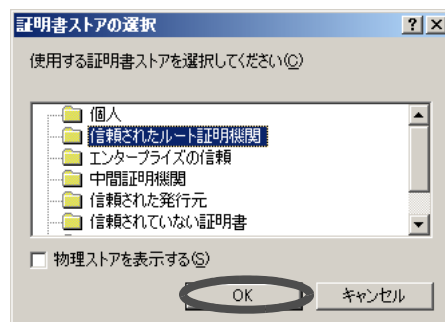 証明書ストアの選択
使用する証明書ストアを選択してください(C)
個人
信頼されたルート証明機関
エンタープライズの信頼
中間証明機関
信頼された発行元
信頼されていない証明書
物理ストアを表示する(S)
OK キャンセル